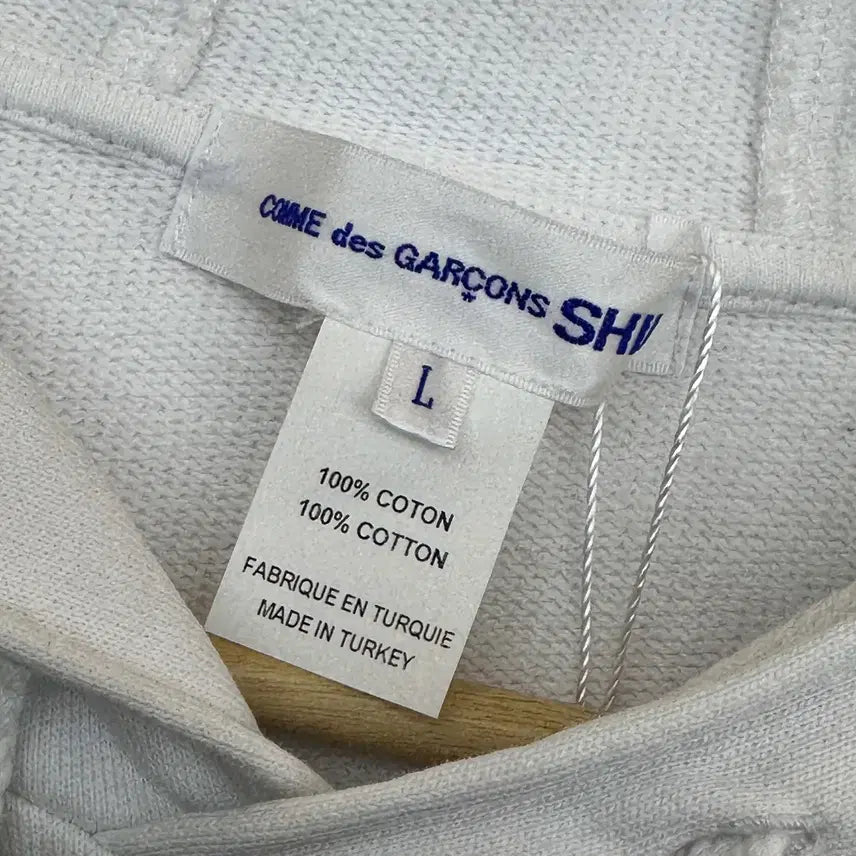 COMME des GARÇONS SHI
L
100% COTON
100% COTTON
FABRIQUE EN TURQUIE
MADE IN TURKEY